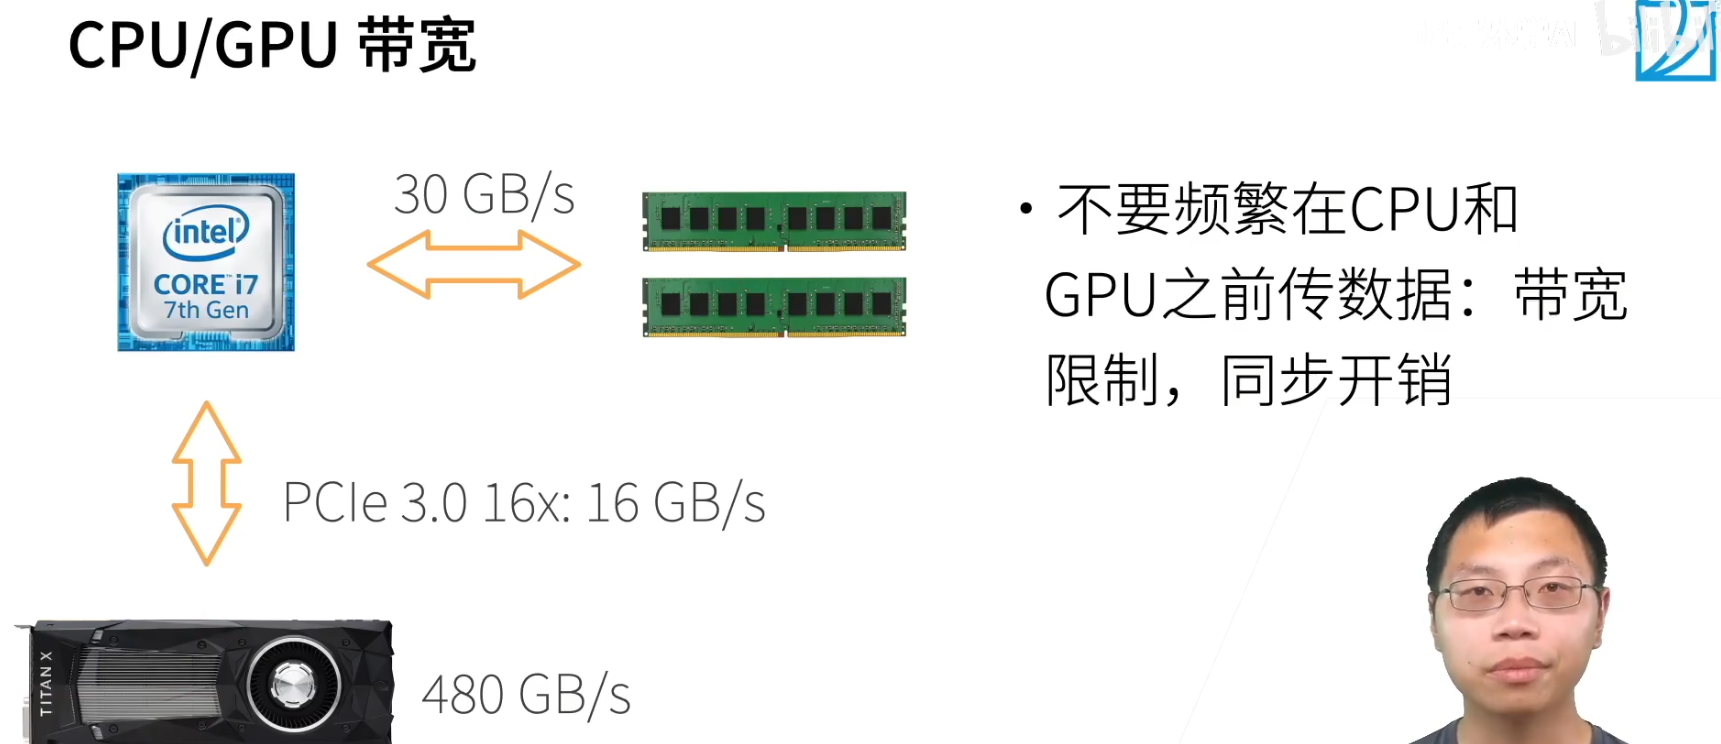 CPU/GPU 带宽
bilibili
30 GB/s
intel
CORE™ i7
7th Gen
• 不要频繁在CPU和
GPU之前传数据：带宽
限制，同步开销
PCIe 3.0 16x: 16 GB/s
TITAN X
480 GB/s